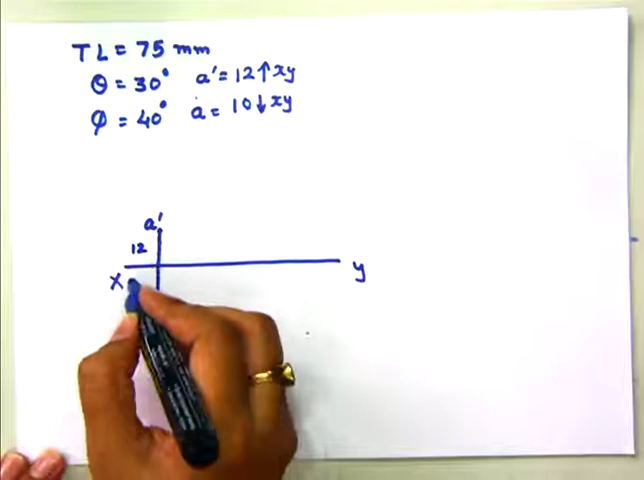 TL = 75 mm
θ = 30° a' = 12 ↑ xy
φ = 40° a = 10 ↓ xy
a'
12
X y